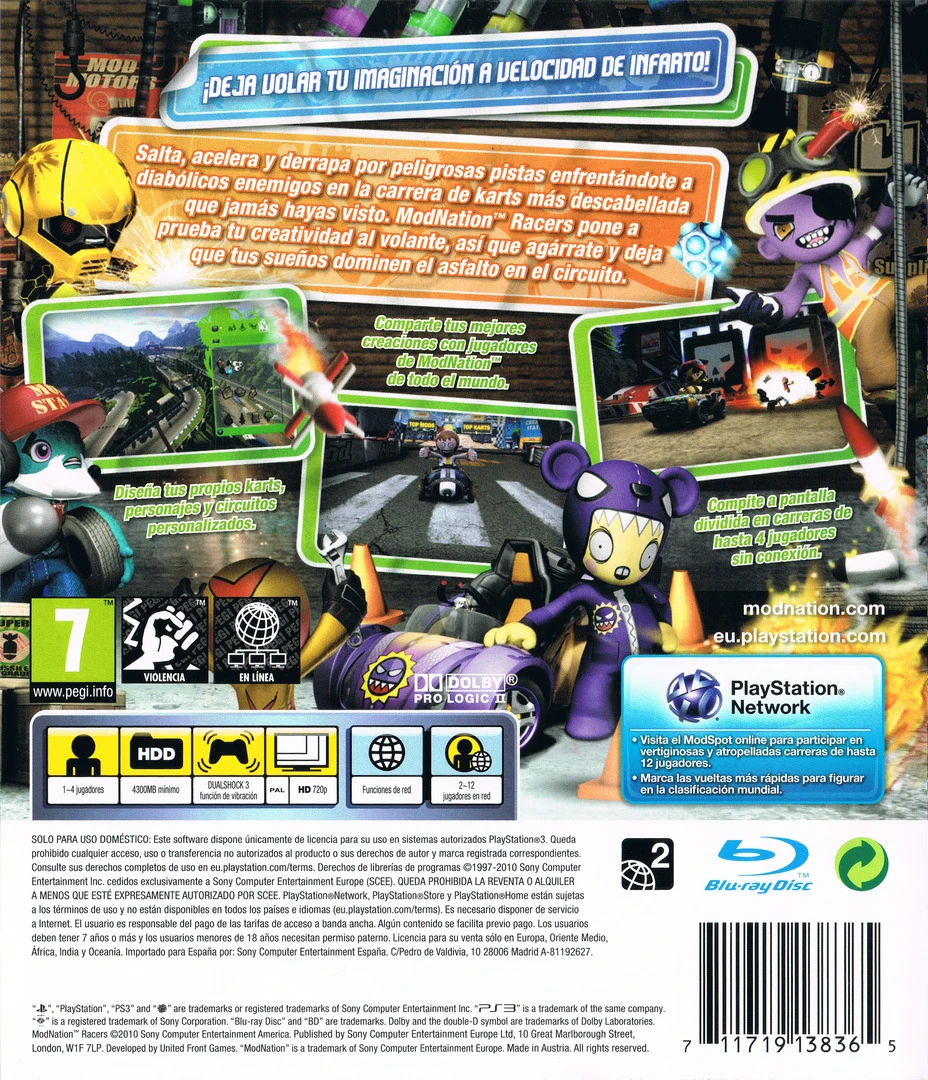 MOD
MOTORS
¡DEJA VOLAR TU IMAGINACIÓN A VELOCIDAD DE INFARTO!
Salta, acelera y derrapa por peligrosas pistas enfrentándote a
diabólicos enemigos en la carrera de karts más descabellada
que jamás hayas visto. ModNation™ Racers pone a
prueba tu creatividad al volante, así que agárrate y deja
que tus sueños dominen el asfalto en el circuito.
Comparte tus mejores
creaciones con jugadores
de ModNation™
de todo el mundo.
TOP MODS TOP KARTS
Diseña tus propios karts,
personajes y circuitos
personalizados.
Compite a pantalla
dividida en carreras de
hasta 4 jugadores
sin conexión.
modnation.com
eu.playstation.com
7™
www.pegi.info
VIOLENCIA
EN LÍNEA
DOLBY®
PRO LOGIC II
PlayStation®
Network
• Visita el ModSpot online para participar en
vertiginosas y atropelladas carreras de hasta
12 jugadores.
• Marca las vueltas más rápidas para figurar
en la clasificación mundial.
1~4 jugadores
HDD
4300MB mínimo
DUALSHOCK 3
función de vibración
PAL HD 720p
Funciones de red
2~12
jugadores en red
SOLO PARA USO DOMÉSTICO: Este software dispone únicamente de licencia para su uso en sistemas autorizados PlayStation®3. Queda
prohibido cualquier acceso, uso o transferencia no autorizados al producto o sus derechos de autor y marca registrada correspondientes.
Consulte sus derechos completos de uso en eu.playstation.com/terms. Derechos de librerías de programas ©1997-2010 Sony Computer
Entertainment Inc. cedidos exclusivamente a Sony Computer Entertainment Europe (SCEE). QUEDA PROHIBIDA LA REVENTA O ALQUILER
A MENOS QUE ESTÉ EXPRESAMENTE AUTORIZADO POR SCEE. PlayStation®Network, PlayStation®Store y PlayStation®Home están sujetas
a los términos de uso y no están disponibles en todos los países e idiomas (eu.playstation.com/terms). Es necesario disponer de servicio
a Internet. El usuario es responsable del pago de las tarifas de acceso a banda ancha. Algún contenido se facilita previo pago. Los usuarios
deben tener 7 años o más y los usuarios menores de 18 años necesitan permiso paterno. Licencia para su venta sólo en Europa, Oriente Medio,
África, India y Oceanía. Importado para España por: Sony Computer Entertainment España. C/Pedro de Valdivia, 10 28006 Madrid A-81192627.
2
Blu-ray Disc™
“ ”, “PlayStation”, “PS3” and “ ” are trademarks or registered trademarks of Sony Computer Entertainment Inc. “PS3” is a trademark of the same company.
“ ” is a registered trademark of Sony Corporation. “Blu-ray Disc” and “BD” are trademarks. Dolby and the double-D symbol are trademarks of Dolby Laboratories.
ModNation™ Racers ©2010 Sony Computer Entertainment America. Published by Sony Computer Entertainment Europe Ltd, 10 Great Marlborough Street,
London, W1F 7LP. Developed by United Front Games. “ModNation” is a trademark of Sony Computer Entertainment Europe. Made in Austria. All rights reserved.
7 11719 13836 5